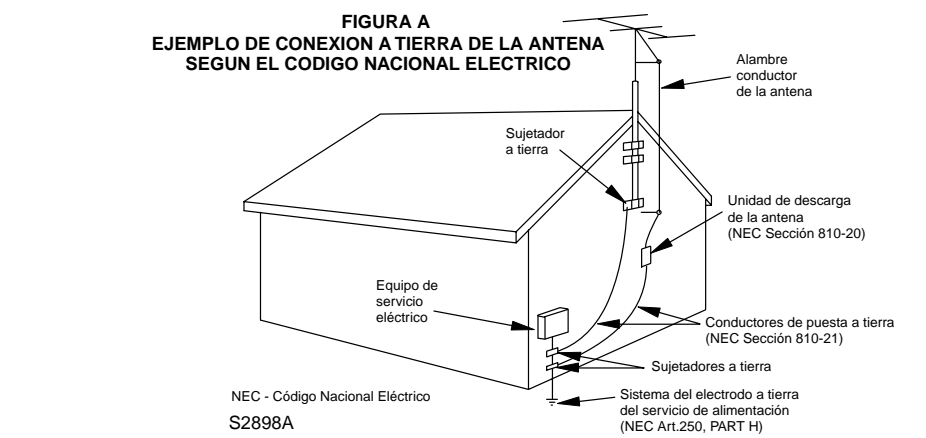 FIGURA A
EJEMPLO DE CONEXION A TIERRA DE LA ANTENA
SEGUN EL CODIGO NACIONAL ELECTRICO
Alambre
conductor
de la antena
Sujetador
a tierra
Unidad de descarga
de la antena
(NEC Sección 810-20)
Equipo de
servicio
eléctrico
Conductores de puesta a tierra
(NEC Sección 810-21)
Sujetadores a tierra
Sistema del electrodo a tierra
del servicio de alimentación
(NEC Art.250, PART H)
NEC - Código Nacional Eléctrico
S2898A